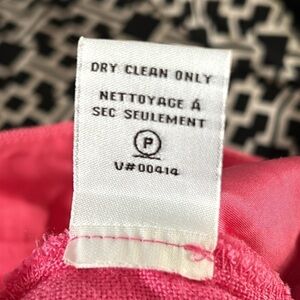 DRY CLEAN ONLY
NETTOYAGE Á
SEC SEULEMENT
P
V#00414